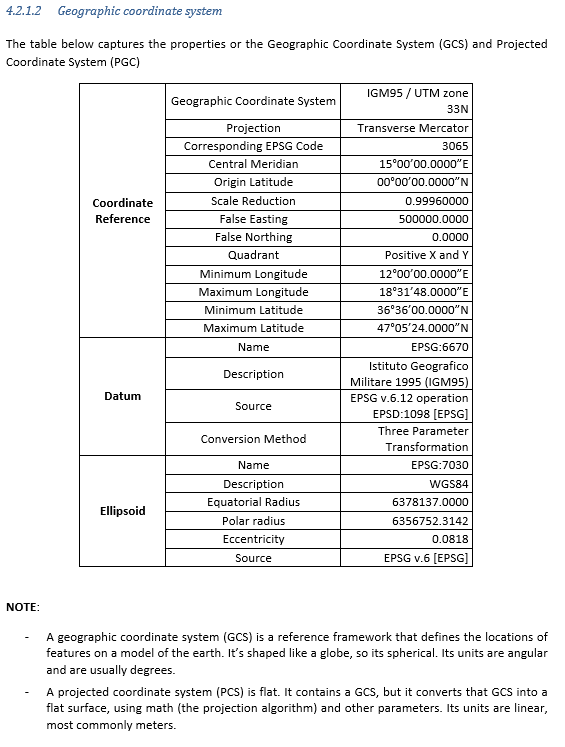 4.2.1.2 Geographic coordinate system
The table below captures the properties or the Geographic Coordinate System (GCS) and Projected
Coordinate System (PGC)
Coordinate
Reference
Geographic Coordinate System
IGM95 / UTM zone
33N
Projection Transverse Mercator
Corresponding EPSG Code 3065
Central Meridian 15°00'00.0000"E
Origin Latitude 00°00'00.0000"N
Scale Reduction 0.99960000
False Easting 500000.0000
False Northing 0.0000
Quadrant Positive X and Y
Minimum Longitude 12°00'00.0000"E
Maximum Longitude 18°31'48.0000"E
Minimum Latitude 36°36'00.0000"N
Maximum Latitude 47°05'24.0000"N
Datum
Name EPSG:6670
Description
Istituto Geografico
Militare 1995 (IGM95)
Source
EPSG v.6.12 operation
EPSD:1098 [EPSG]
Conversion Method
Three Parameter
Transformation
Ellipsoid
Name EPSG:7030
Description WGS84
Equatorial Radius 6378137.0000
Polar radius 6356752.3142
Eccentricity 0.0818
Source EPSG v.6 [EPSG]
NOTE:
- A geographic coordinate system (GCS) is a reference framework that defines the locations of
features on a model of the earth. It's shaped like a globe, so its spherical. Its units are angular
and are usually degrees.
- A projected coordinate system (PCS) is flat. It contains a GCS, but it converts that GCS into a
flat surface, using math (the projection algorithm) and other parameters. Its units are linear,
most commonly meters.